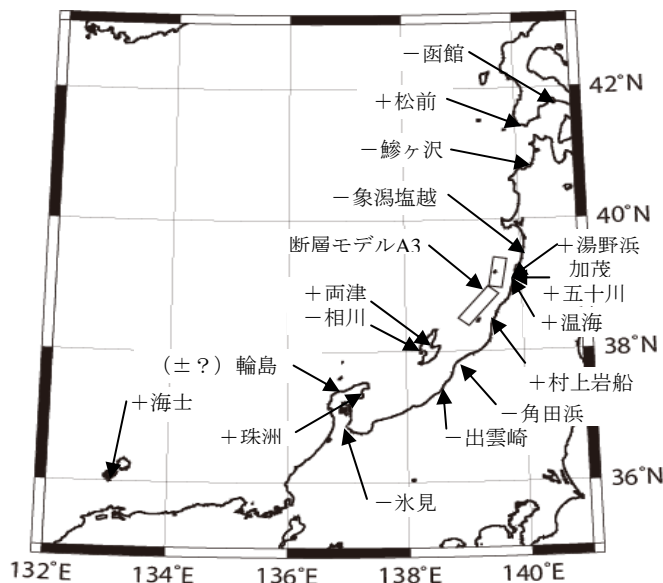 －函館
42°N
＋松前
－鰺ヶ沢
－象潟塩越
40°N
断層モデルA3
＋湯野浜
加茂
＋両津
＋五十川
－相川
＋温海
38°N
（±？）輪島
＋村上岩船
＋海士
－角田浜
＋珠洲
－出雲崎
36°N
－氷見
132°E
134°E
136°E
138°E
140°E